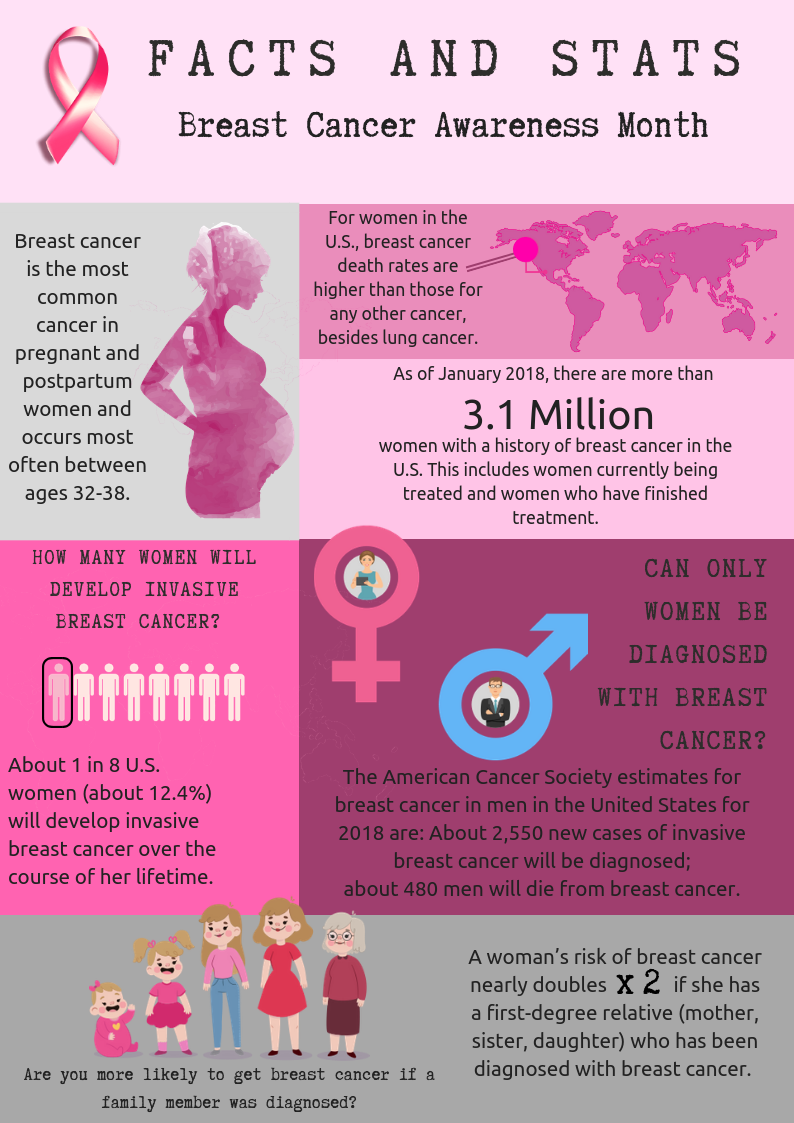 FACTS AND STATS
Breast Cancer Awareness Month
Breast cancer
is the most
common
cancer in
pregnant and
postpartum
women and
occurs most
often between
ages 32-38.
For women in the
U.S., breast cancer
death rates are
higher than those for
any other cancer,
besides lung cancer.
As of January 2018, there are more than
3.1 Million
women with a history of breast cancer in the
U.S. This includes women currently being
treated and women who have finished
treatment.
HOW MANY WOMEN WILL
DEVELOP INVASIVE
BREAST CANCER?
About 1 in 8 U.S.
women (about 12.4%)
will develop invasive
breast cancer over the
course of her lifetime.
CAN ONLY
WOMEN BE
DIAGNOSED
WITH BREAST
CANCER?
The American Cancer Society estimates for
breast cancer in men in the United States for
2018 are: About 2,550 new cases of invasive
breast cancer will be diagnosed;
about 480 men will die from breast cancer.
Are you more likely to get breast cancer if a
family member was diagnosed?
A woman's risk of breast cancer
nearly doubles x 2 if she has
a first-degree relative (mother,
sister, daughter) who has been
diagnosed with breast cancer.